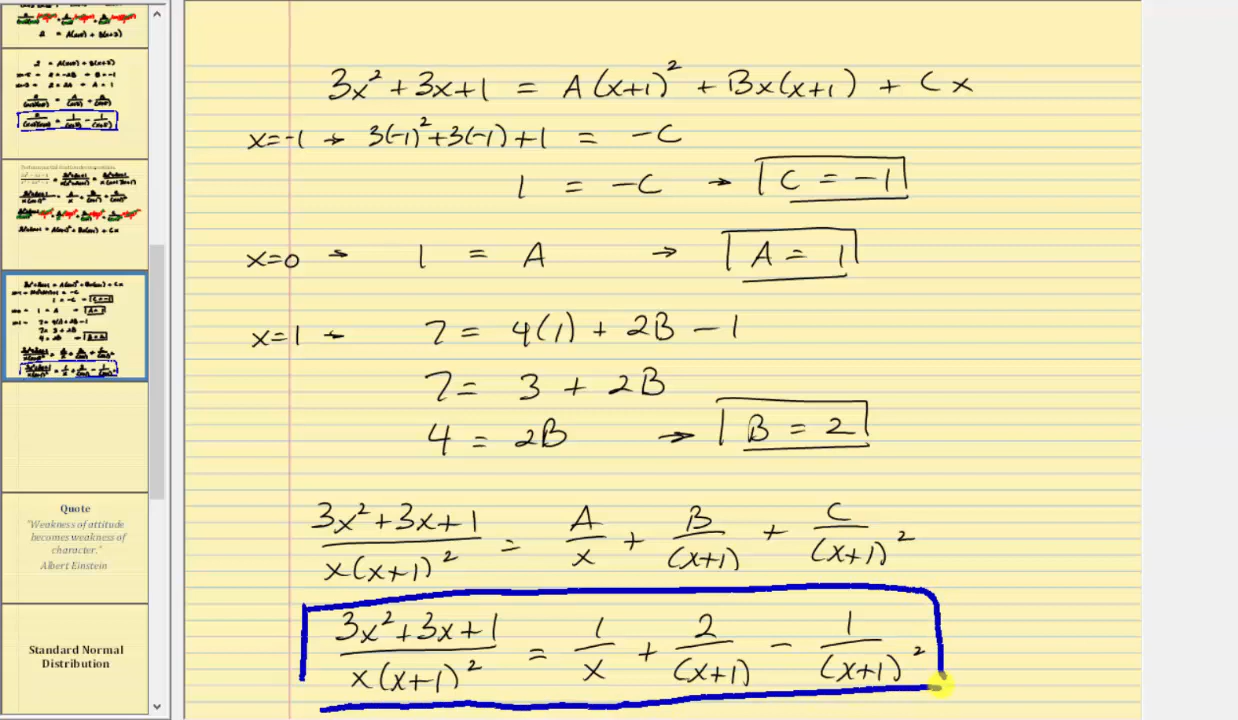 3x² + 3x + 1 = A(x+1)² + Bx(x+1) + Cx
x=-1 → 3(-1)²+3(-1)+1 = -C
1 = -C → C = -1
x=0 → 1 = A → A = 1
x=1 → 7 = 4(1) + 2B - 1
7 = 3 + 2B
4 = 2B → B = 2
(3x²+3x+1)/(x(x+1)²) = A/x + B/(x+1) + C/(x+1)²
(3x²+3x+1)/(x(x+1)²) = 1/x + 2/(x+1) - 1/(x+1)²
Quote
"Weakness of attitude
becomes weakness of
character."
Albert Einstein
Standard Normal
Distribution